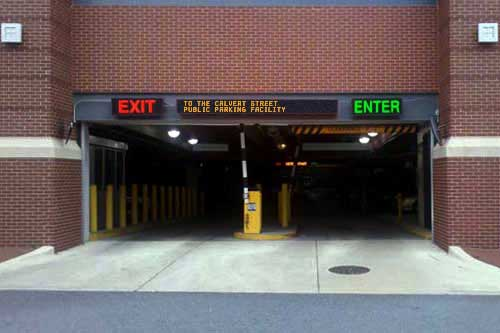 EXIT
TO THE CALVERT STREET
PUBLIC PARKING FACILITY
ENTER